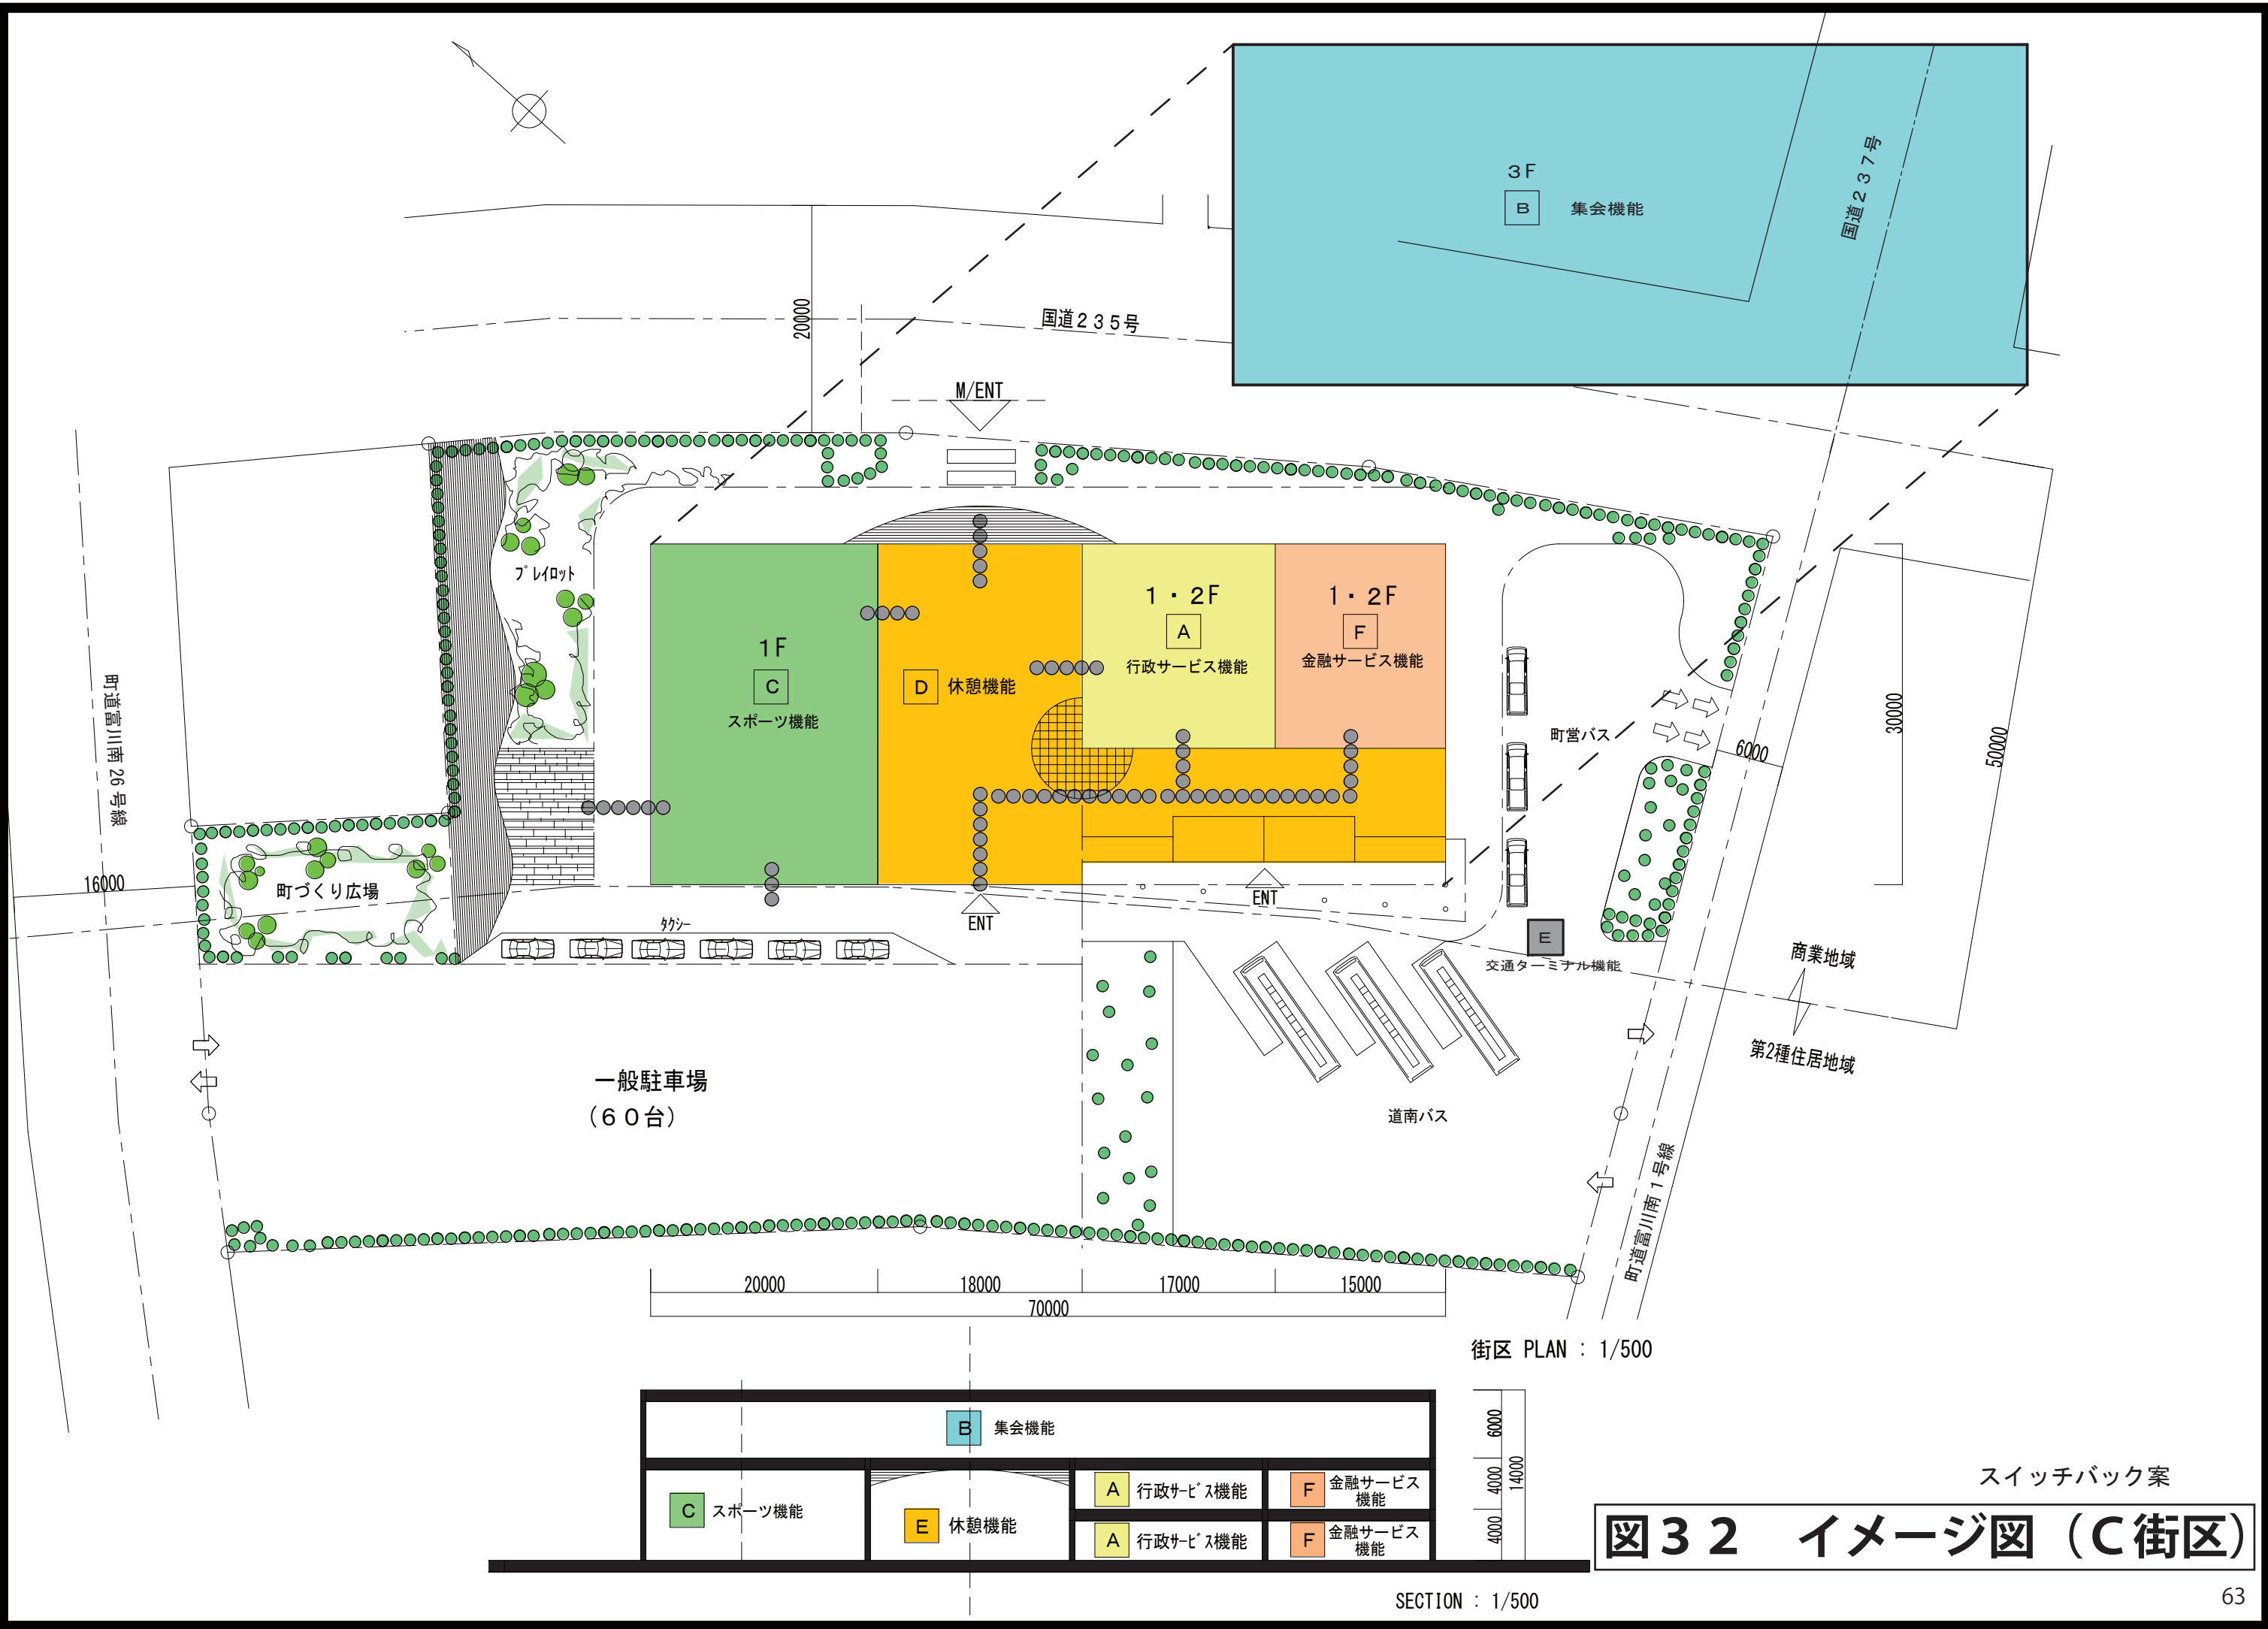 3F
B 集会機能
国道237号
20000
国道235号
M/ENT
プレイロット
1F
C
スポーツ機能
D 休憩機能
1・2F
A
行政サービス機能
1・2F
F
金融サービス機能
町営バス
6000
30000
50000
町道富川南26号線
16000
町づくり広場
タクシー
ENT
ENT
E
交通ターミナル機能
商業地域
第2種住居地域
一般駐車場
(60台)
道南バス
町道富川南1号線
20000
18000
17000
15000
70000
街区 PLAN : 1/500
B 集会機能
C スポーツ機能
E 休憩機能
A 行政サービス機能
F 金融サービス
機能
A 行政サービス機能
F 金融サービス
機能
6000
4000
4000
14000
SECTION : 1/500
スイッチバック案
図32 イメージ図(C街区)
63